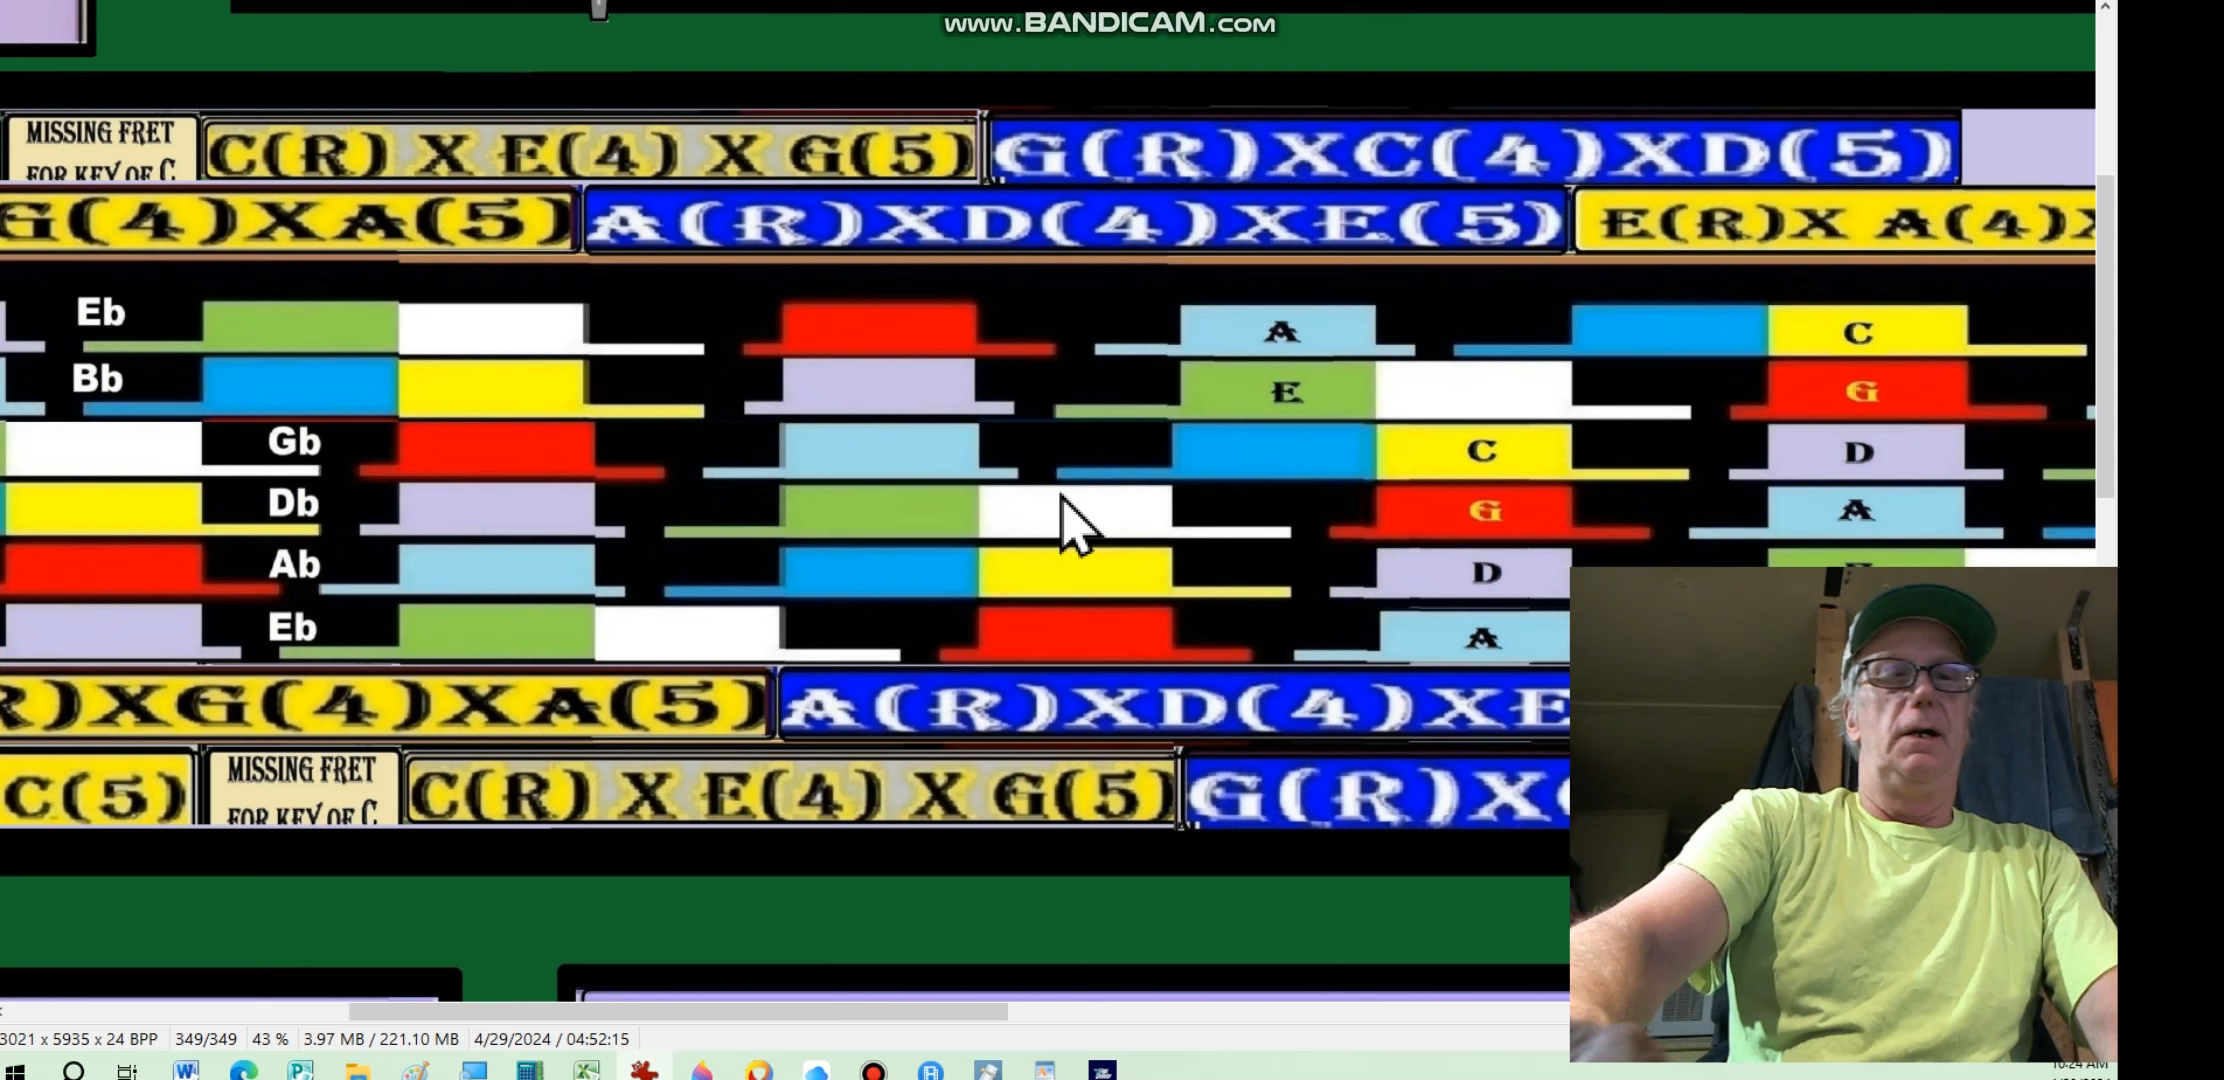 www.BANDICAM.com
MISSING FRET
FOR KEY OF C
C(R) X E(4) X G(5)
G(R)XC(4)XD(5)
G(4)XA(5)
A(R)XD(4)XE(5)
E(R)X A(4)X
Eb
A
C
Bb
E
G
Gb
C
D
Db
G
A
Ab
D
Eb
A
R)XG(4)XA(5)
A(R)XD(4)XE
C(5)
MISSING FRET
FOR KEY OF C
C(R) X E(4) X G(5)
G(R)X
3021 x 5935 x 24 BPP 349/349 43 % 3.97 MB / 221.10 MB 4/29/2024 / 04:52:15
10:24 AM